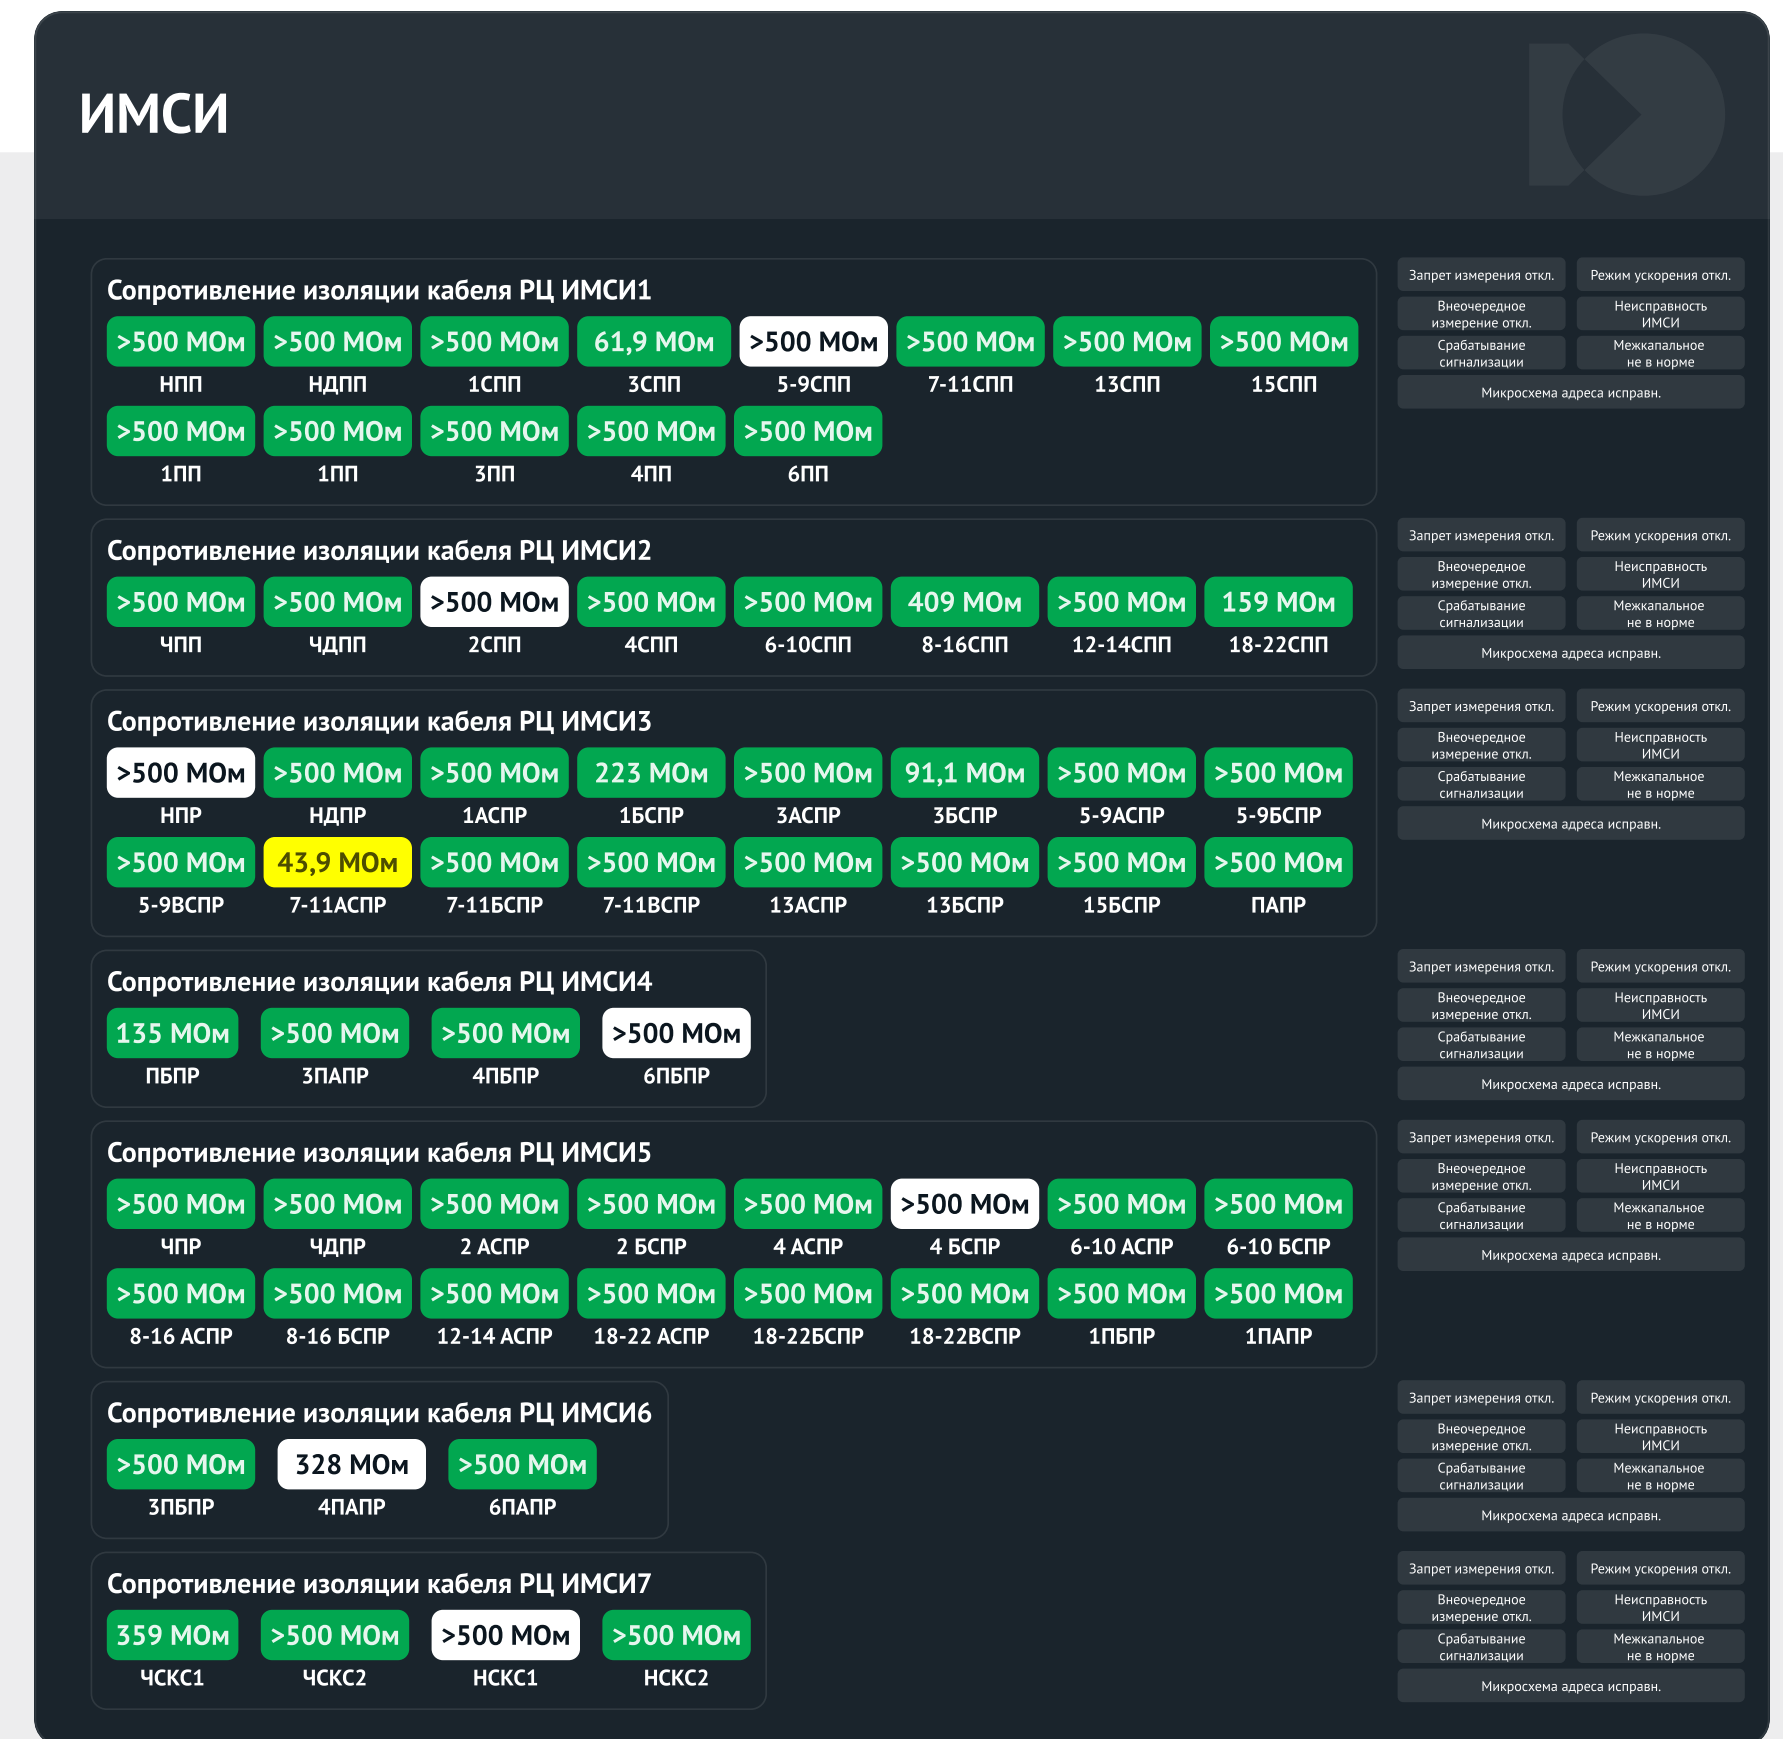 ИМСИ
Сопротивление изоляции кабеля РЦ ИМСИ1
>500 МОм >500 МОм >500 МОм 61,9 МОм >500 МОм >500 МОм >500 МОм >500 МОм
НПП НДПП 1СПП 3СПП 5-9СПП 7-11СПП 13СПП 15СПП
>500 МОм >500 МОм >500 МОм >500 МОм >500 МОм
1ПП 1ПП 3ПП 4ПП 6ПП
Запрет измерения откл. Режим ускорения откл.
Внеочередное
измерение откл.
Неисправность
ИМСИ
Срабатывание
сигнализации
Межкапальное
не в норме
Микросхема адреса исправн.
Сопротивление изоляции кабеля РЦ ИМСИ2
>500 МОм >500 МОм >500 МОм >500 МОм >500 МОм 409 МОм >500 МОм 159 МОм
ЧПП ЧДПП 2СПП 4СПП 6-10СПП 8-16СПП 12-14СПП 18-22СПП
Запрет измерения откл. Режим ускорения откл.
Внеочередное
измерение откл.
Неисправность
ИМСИ
Срабатывание
сигнализации
Межкапальное
не в норме
Микросхема адреса исправн.
Сопротивление изоляции кабеля РЦ ИМСИ3
>500 МОм >500 МОм >500 МОм 223 МОм >500 МОм 91,1 МОм >500 МОм >500 МОм
НПР НДПР 1АСПР 1БСПР 3АСПР 3БСПР 5-9АСПР 5-9БСПР
>500 МОм 43,9 МОм >500 МОм >500 МОм >500 МОм >500 МОм >500 МОм >500 МОм
5-9ВСПР 7-11АСПР 7-11БСПР 7-11ВСПР 13АСПР 13БСПР 15БСПР ПАПР
Запрет измерения откл. Режим ускорения откл.
Внеочередное
измерение откл.
Неисправность
ИМСИ
Срабатывание
сигнализации
Межкапальное
не в норме
Микросхема адреса исправн.
Сопротивление изоляции кабеля РЦ ИМСИ4
135 МОм >500 МОм >500 МОм >500 МОм
ПБПР 3ПАПР 4ПБПР 6ПБПР
Запрет измерения откл. Режим ускорения откл.
Внеочередное
измерение откл.
Неисправность
ИМСИ
Срабатывание
сигнализации
Межкапальное
не в норме
Микросхема адреса исправн.
Сопротивление изоляции кабеля РЦ ИМСИ5
>500 МОм >500 МОм >500 МОм >500 МОм >500 МОм >500 МОм >500 МОм >500 МОм
ЧПР ЧДПР 2 АСПР 2 БСПР 4 АСПР 4 БСПР 6-10 АСПР 6-10 БСПР
>500 МОм >500 МОм >500 МОм >500 МОм >500 МОм >500 МОм >500 МОм >500 МОм
8-16 АСПР 8-16 БСПР 12-14 АСПР 18-22 АСПР 18-22БСПР 18-22ВСПР 1ПБПР 1ПАПР
Запрет измерения откл. Режим ускорения откл.
Внеочередное
измерение откл.
Неисправность
ИМСИ
Срабатывание
сигнализации
Межкапальное
не в норме
Микросхема адреса исправн.
Сопротивление изоляции кабеля РЦ ИМСИ6
>500 МОм 328 МОм >500 МОм
3ПБПР 4ПАПР 6ПАПР
Запрет измерения откл. Режим ускорения откл.
Внеочередное
измерение откл.
Неисправность
ИМСИ
Срабатывание
сигнализации
Межкапальное
не в норме
Микросхема адреса исправн.
Сопротивление изоляции кабеля РЦ ИМСИ7
359 МОм >500 МОм >500 МОм >500 МОм
ЧСКС1 ЧСКС2 НСКС1 НСКС2
Запрет измерения откл. Режим ускорения откл.
Внеочередное
измерение откл.
Неисправность
ИМСИ
Срабатывание
сигнализации
Межкапальное
не в норме
Микросхема адреса исправн.